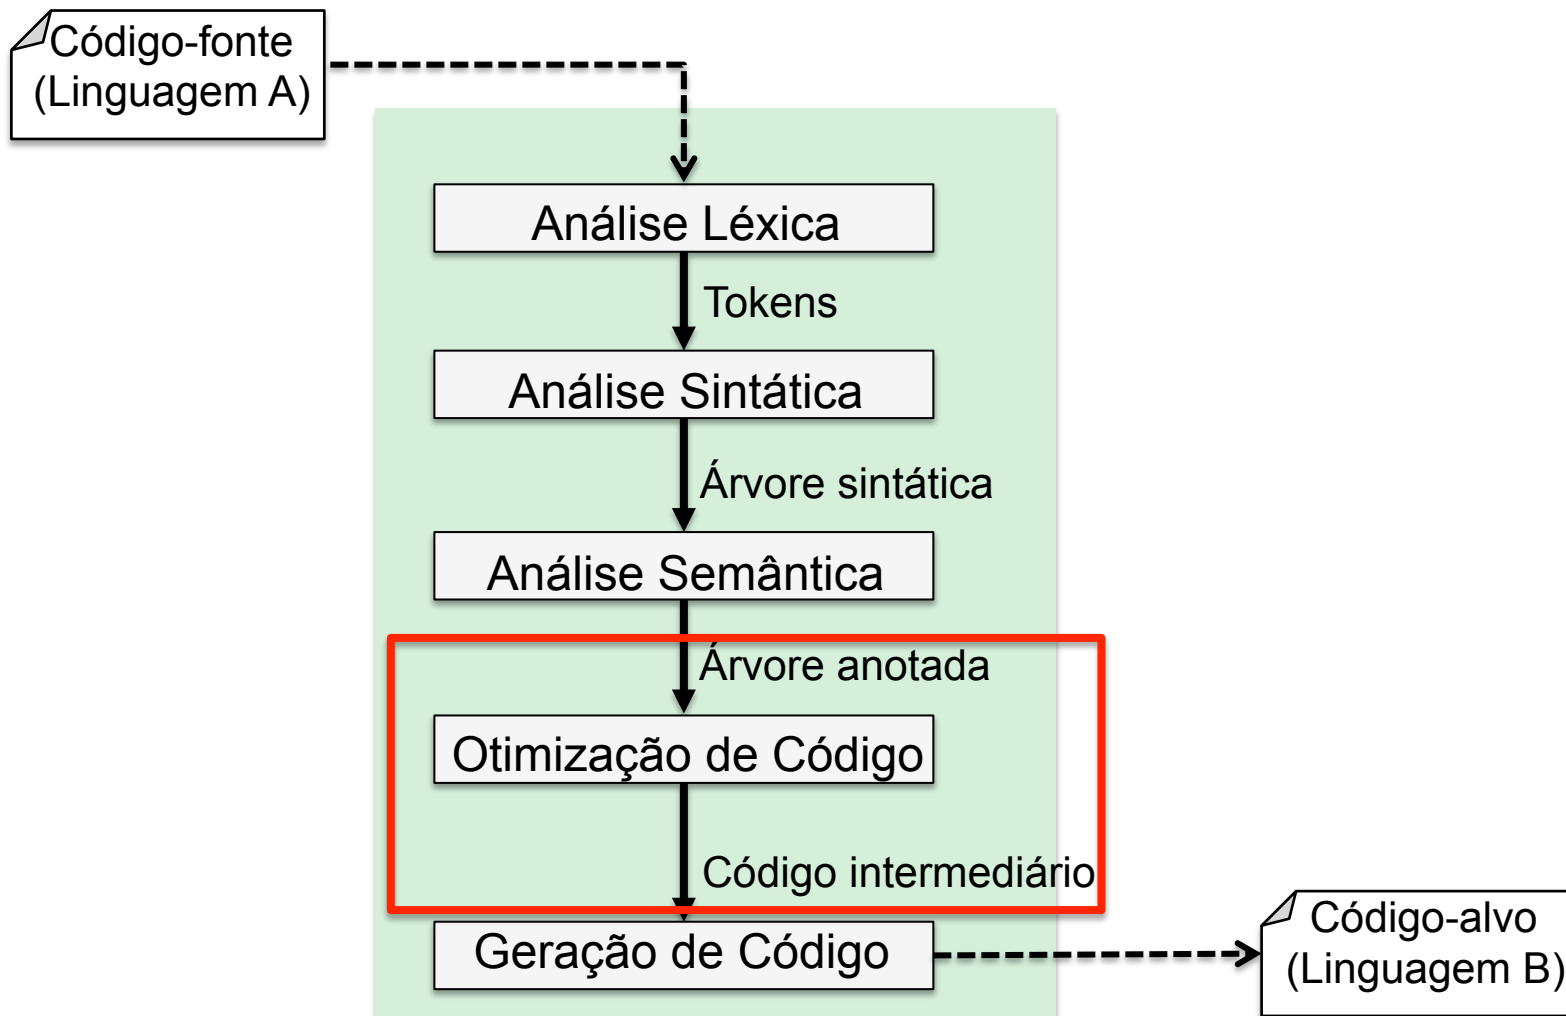 Código-fonte
(Linguagem A)
Análise Léxica
Tokens
Análise Sintática
Árvore sintática
Análise Semântica
Árvore anotada
Otimização de Código
Código intermediário
Geração de Código
Código-alvo
(Linguagem B)